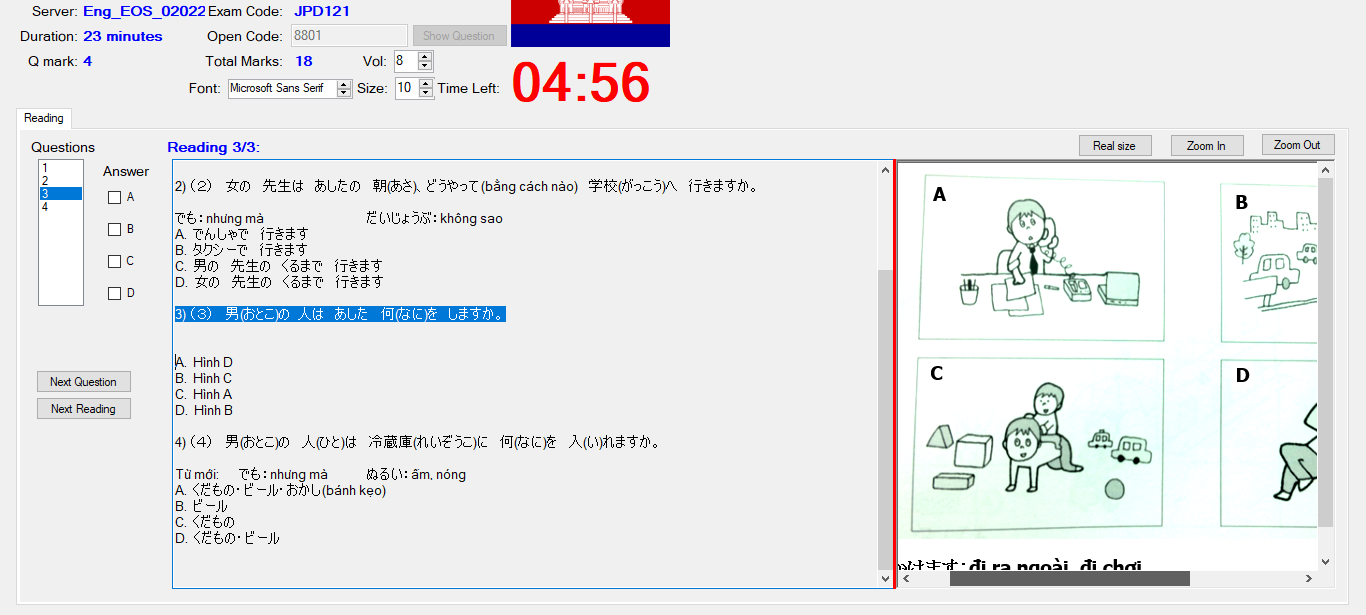 Server: Eng_EOS_02022 Exam Code: JPD121
Duration: 23 minutes Open Code: 8801 Show Question
Q mark: 4 Total Marks: 18 Vol: 8
Font: Microsoft Sans Serif Size: 10 Time Left: 04:56
Reading
Questions
1
2
3
4
Answer
A
B
C
D
Next Question
Next Reading
Reading 3/3:
Real size Zoom In Zoom Out
2)(２) 女の 先生は あしたの 朝(あさ)、どうやって(bằng cách nào) 学校(がっこう)へ 行きますか。
でも：nhưng mà だいじょうぶ：không sao
A. でんしゃで 行きます
B. タクシーで 行きます
C. 男の 先生の くるまで 行きます
D. 女の 先生の くるまで 行きます
3)(３) 男(おとこ)の 人は あした 何(なに)を しますか。
A. Hình D
B. Hình C
C. Hình A
D. Hình B
4)(４) 男(おとこ)の 人(ひと)は 冷蔵庫(れいぞうこ)に 何(なに)を 入(い)れますか。
Từ mới: でも：nhưng mà ぬるい：ấm, nóng
A. くだもの・ビール・おかし(bánh kẹo)
B. ビール
C. くだもの
D. くだもの・ビール
A
B
C
D
けます：đi ra ngoài, đi chơi